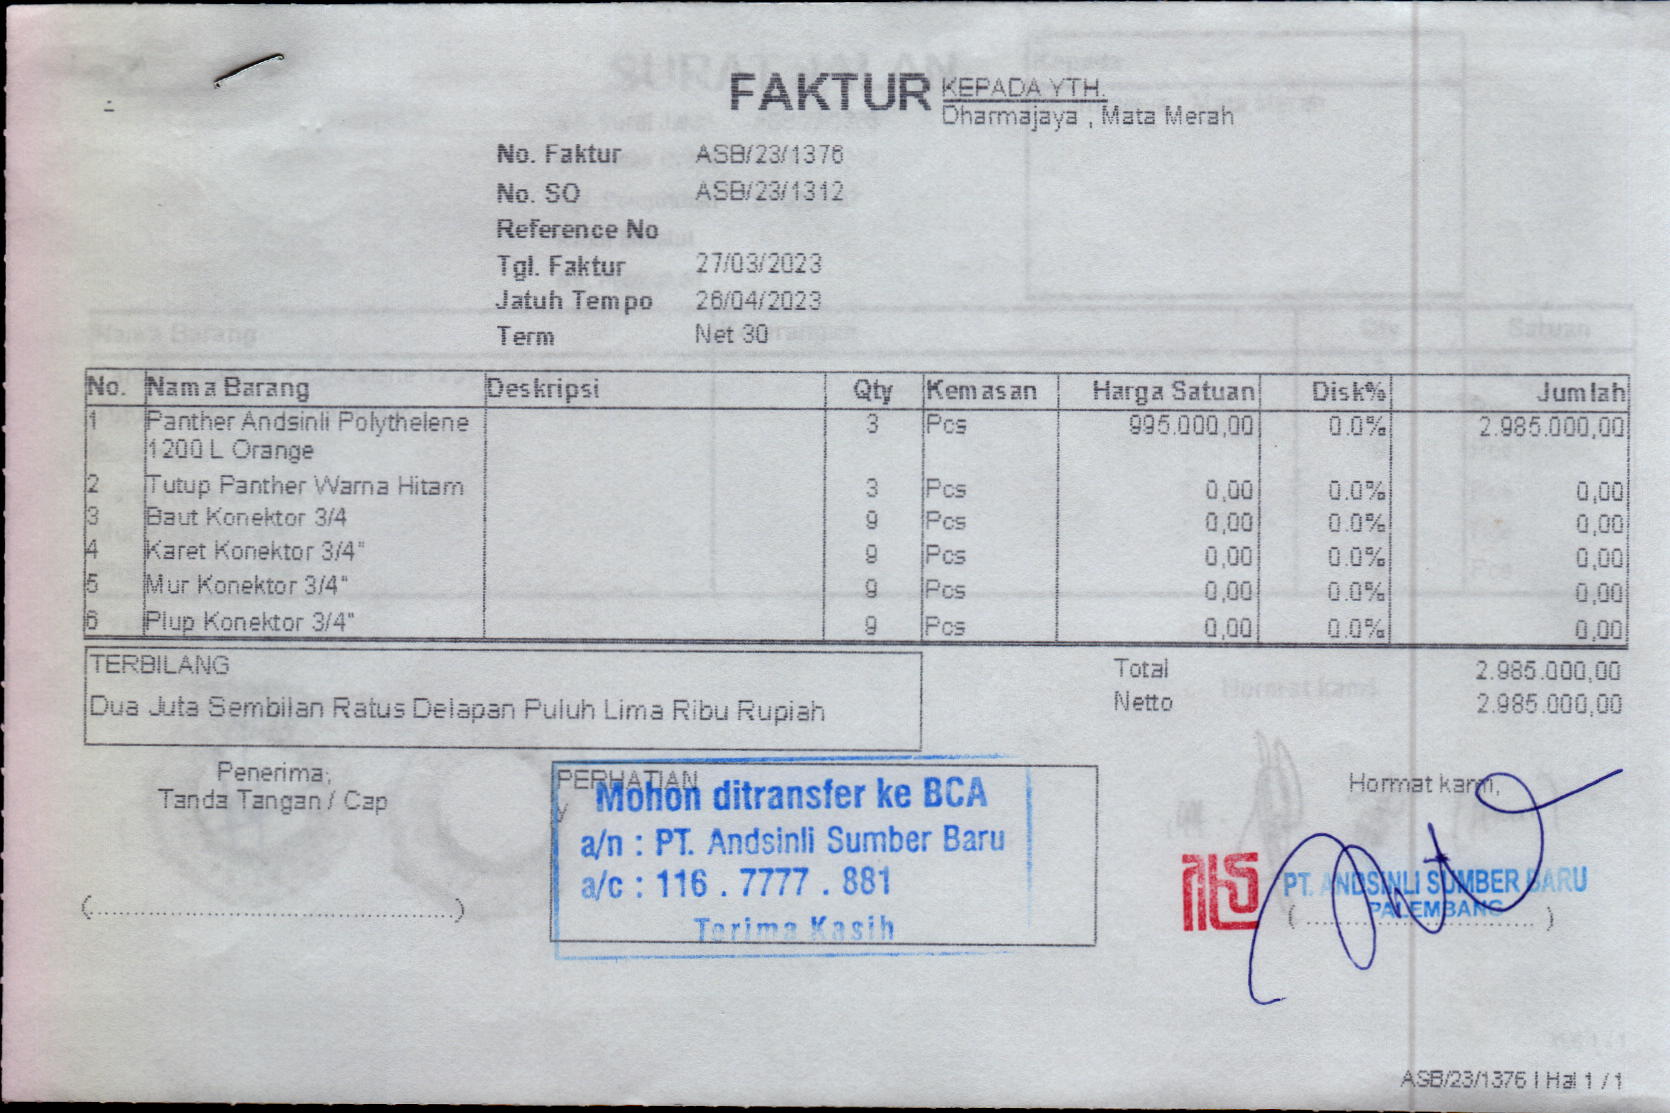 FAKTUR
KEPADA YTH.
Dharmajaya , Mata Merah
No. Faktur ASB/23/1376
No. SO ASB/23/1312
Reference No
Tgl. Faktur 27/03/2023
Jatuh Tempo 26/04/2023
Term Net 30
No. Nama Barang Deskripsi Qty Kemasan Harga Satuan Disk% Jumlah
1 Panther Andsinli Polythelene 3 Pcs 995.000,00 0.0% 2.985.000,00
1200 L Orange
2 Tutup Panther Warna Hitam 3 Pcs 0,00 0.0% 0,00
3 Baut Konektor 3/4 9 Pcs 0,00 0.0% 0,00
4 Karet Konektor 3/4" 9 Pcs 0,00 0.0% 0,00
5 Mur Konektor 3/4" 9 Pcs 0,00 0.0% 0,00
6 Plup Konektor 3/4" 9 Pcs 0,00 0.0% 0,00
TERBILANG
Dua Juta Sembilan Ratus Delapan Puluh Lima Ribu Rupiah
Total 2.985.000,00
Netto 2.985.000,00
Penerima,
Tanda Tangan / Cap
(............................................)
PERHATIAN
y
Mohon ditransfer ke BCA
a/n : PT. Andsinli Sumber Baru
a/c : 116 . 7777 . 881
Terima Kasih
Hormat kami,
PT. ANDSINLI SUMBER BARU
PALEMBANG
(..............................)
ASB/23/1376 | Hal 1 / 1